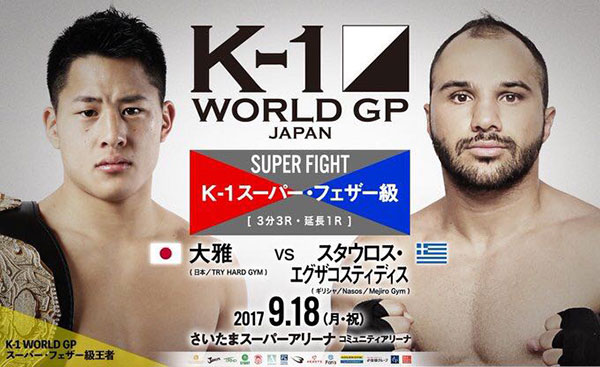 K-1
WORLD GP
JAPAN
SUPER FIGHT
K-1スーパー・フェザー級
[ 3分3R・延長1R ]
大雅
(日本/TRY HARD GYM)
VS
スタウロス・
エグザコスティディス
(ギリシャ/Nasos/Mejiro Gym)
2017 9.18 (月・祝)
さいたまスーパーアリーナ コミュニティアリーナ
K-1 WORLD GP
スーパー・フェザー級王者